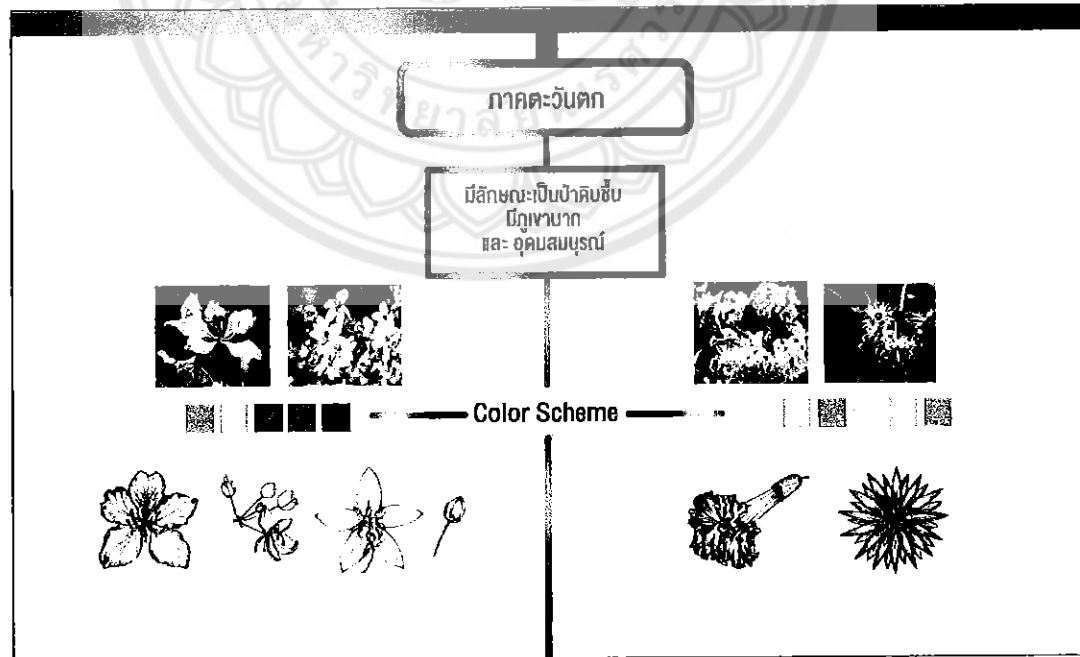 ภาคตะวันตก
มีลักษณะเป็นป่าดิบชื้น
มีภูเขามาก
และ อุดมสมบูรณ์
Color Scheme